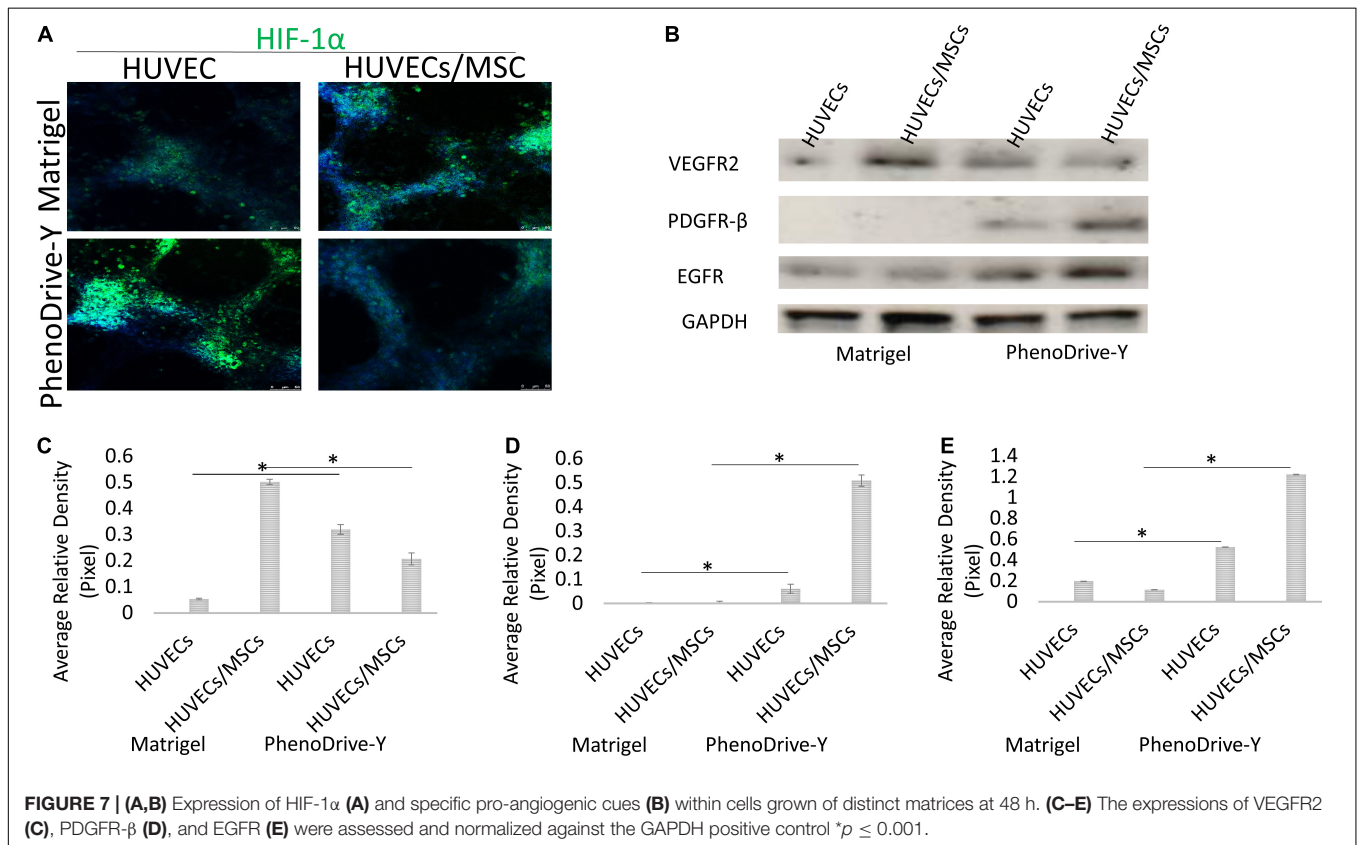 A
HIF-1α
HUVEC HUVECs/MSC
Matrigel
PhenoDrive-Y
B
HUVECs HUVECs/MSCs HUVECs HUVECs/MSCs
VEGFR2
PDGFR-β
EGFR
GAPDH
Matrigel PhenoDrive-Y
C
Average Relative Density
(Pixel)
0.6
0.5
0.4
0.3
0.2
0.1
0
* *
HUVECs HUVECs/MSCs HUVECs HUVECs/MSCs
Matrigel PhenoDrive-Y
D
Average Relative Density
(Pixel)
0.6
0.5
0.4
0.3
0.2
0.1
0
* *
HUVECs HUVECs/MSCs HUVECs HUVECs/MSCs
Matrigel PhenoDrive-Y
E
Average Relative Density
(Pixel)
1.4
1.2
1
0.8
0.6
0.4
0.2
0
* *
HUVECs HUVECs/MSCs HUVECs HUVECs/MSCs
Matrigel PhenoDrive-Y
FIGURE 7 | (A,B) Expression of HIF-1α (A) and specific pro-angiogenic cues (B) within cells grown of distinct matrices at 48 h. (C–E) The expressions of VEGFR2
(C), PDGFR-β (D), and EGFR (E) were assessed and normalized against the GAPDH positive control *p ≤ 0.001.